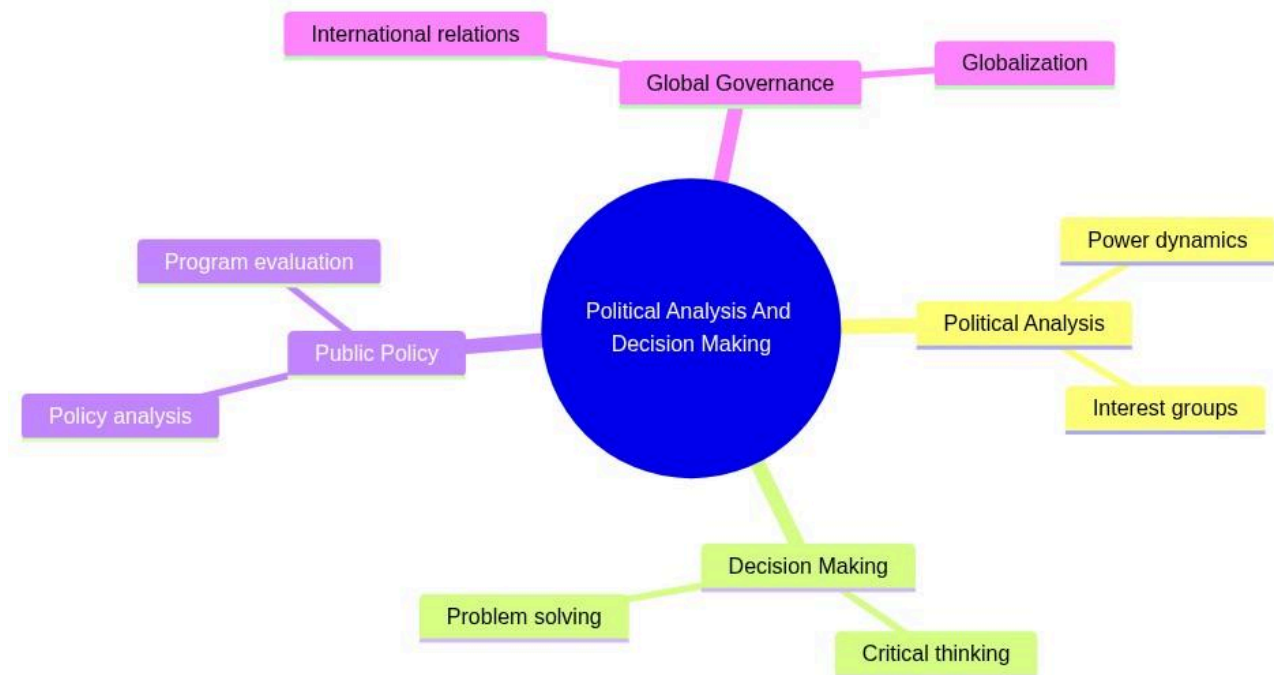 International relations
Globalization
Global Governance
Power dynamics
Program evaluation
Political Analysis And
Decision Making
Political Analysis
Public Policy
Interest groups
Policy analysis
Decision Making
Problem solving
Critical thinking